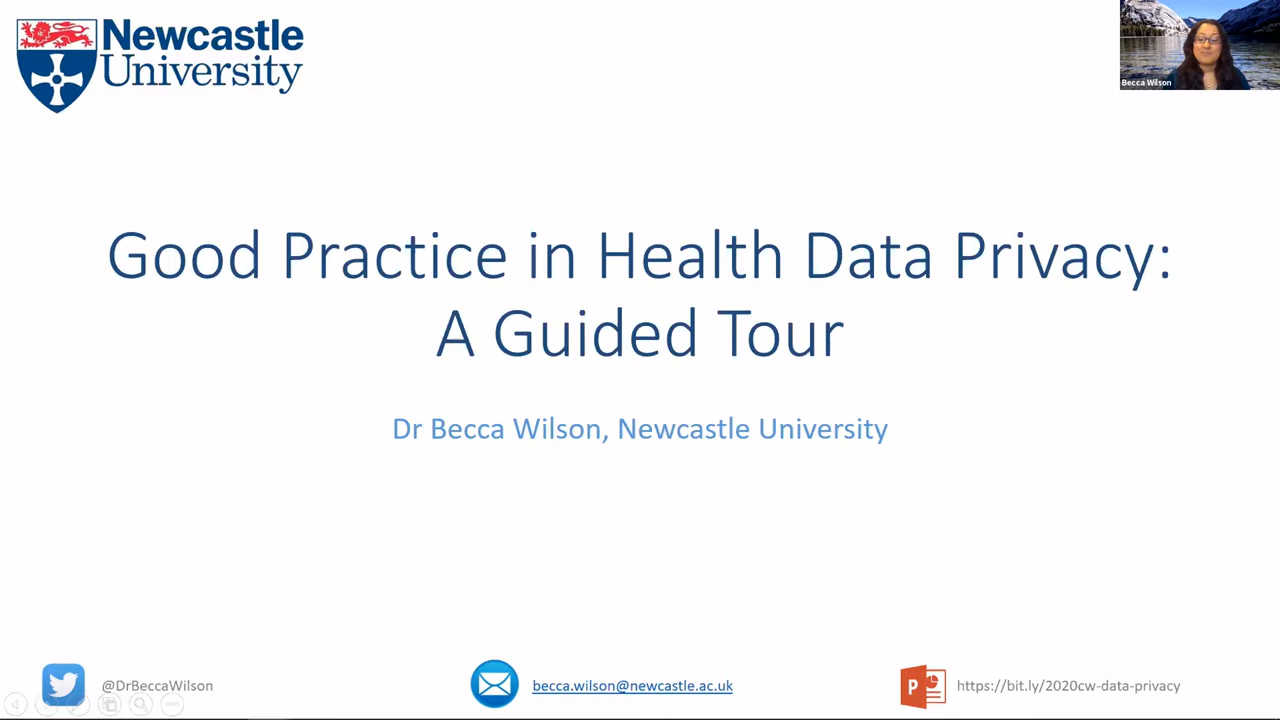 Newcastle
University
Becca Wilson
Good Practice in Health Data Privacy:
A Guided Tour
Dr Becca Wilson, Newcastle University
@DrBeccaWilson
becca.wilson@newcastle.ac.uk
P
https://bit.ly/2020cw-data-privacy